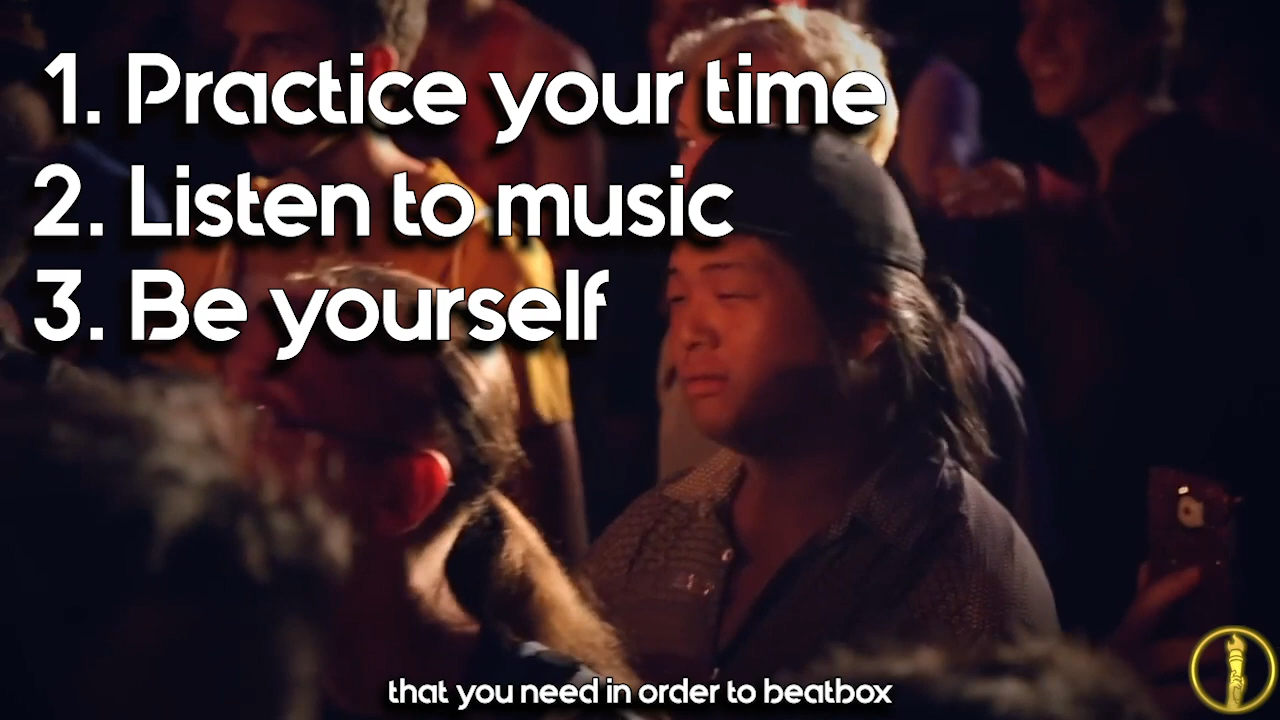 1. Practice your time
2. Listen to music
3. Be yourself
that you need in order to beatbox